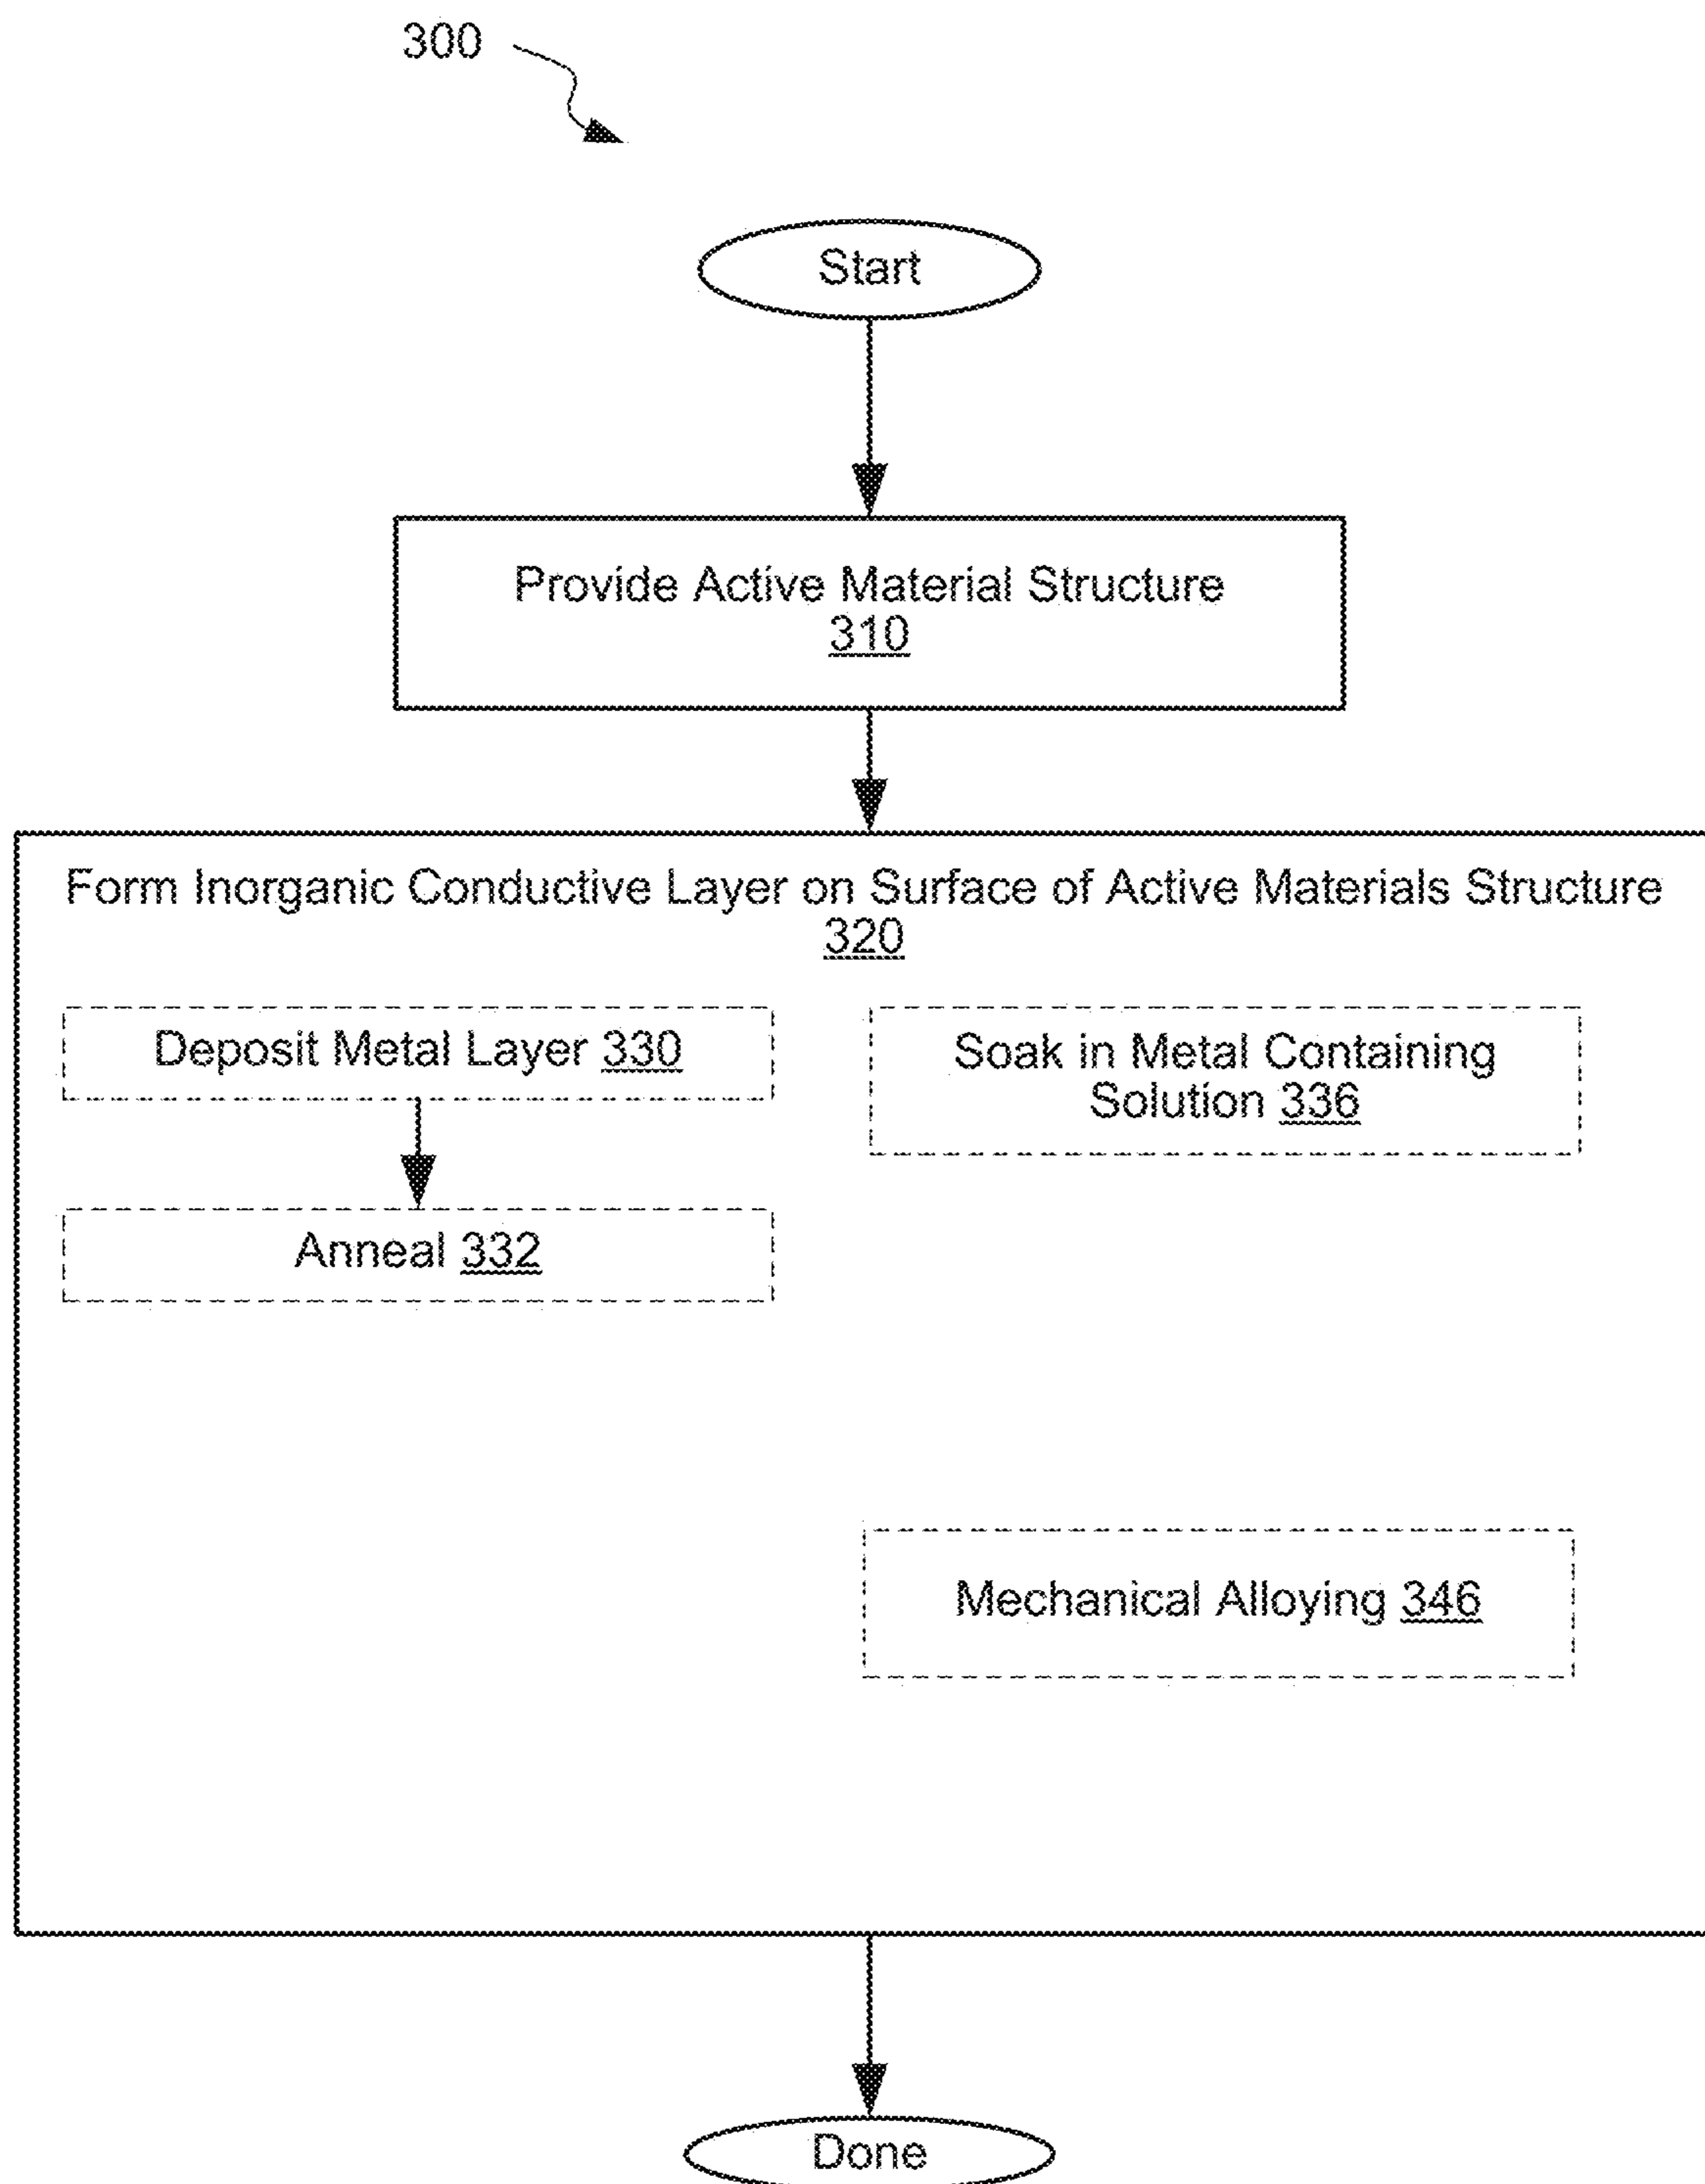 300
Start
Provide Active Material Structure
310
Form Inorganic Conductive Layer on Surface of Active Materials Structure
320
Deposit Metal Layer 330
Soak in Metal Containing
Solution 336
Anneal 332
Mechanical Alloying 346
Done